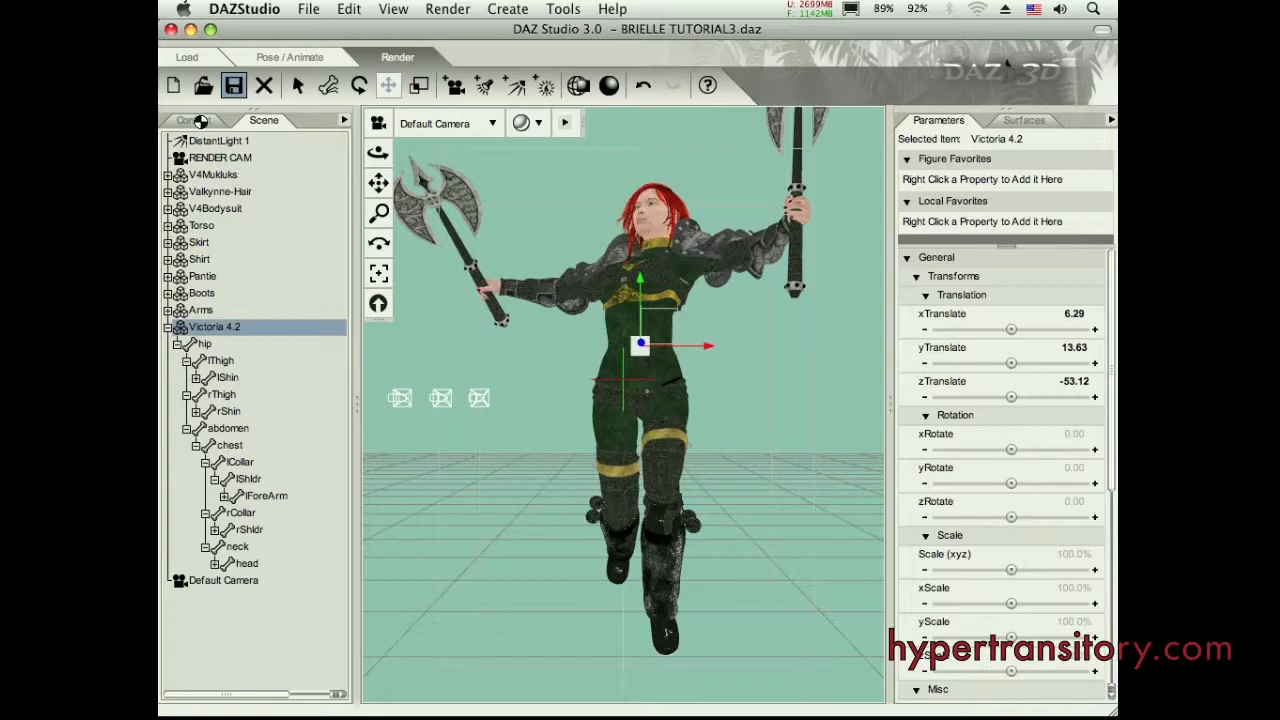 DAZStudio File Edit View Render Create Tools Help U: 2699MB F: 1142MB 89% 92%
DAZ Studio 3.0 - BRIELLE TUTORIAL3.daz
Load Pose / Animate Render
DAZ 3D
Scene
Default Camera
Parameters Surfaces
DistantLight 1
RENDER CAM
V4Mukluks
Valkynne-Hair
V4Bodysuit
Torso
Skirt
Shirt
Pantie
Boots
Arms
Victoria 4.2
hip
lThigh
lShin
rThigh
rShin
abdomen
chest
lCollar
lShldr
lForeArm
rCollar
rShldr
neck
head
Default Camera
Selected Item: Victoria 4.2
Figure Favorites
Right Click a Property to Add it Here
Local Favorites
Right Click a Property to Add it Here
General
Transforms
Translation
xTranslate 6.29
yTranslate 13.63
zTranslate -53.12
Rotation
xRotate 0.00
yRotate 0.00
zRotate 0.00
Scale
Scale (xyz) 100.0%
xScale 100.0%
yScale 100.0%
Misc
hypertransitory.com